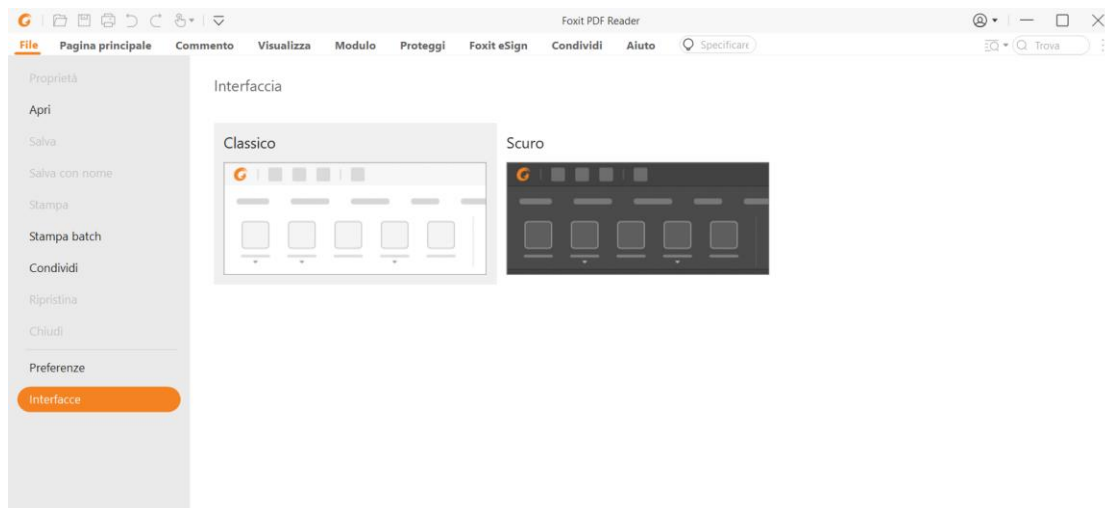 Foxit PDF Reader
File Pagina principale Commento Visualizza Modulo Proteggi Foxit eSign Condividi Aiuto Specificare Trova
Proprietà
Apri
Salva
Salva con nome
Stampa
Stampa batch
Condividi
Ripristina
Chiudi
Preferenze
Interfacce
Interfaccia
Classico
Scuro